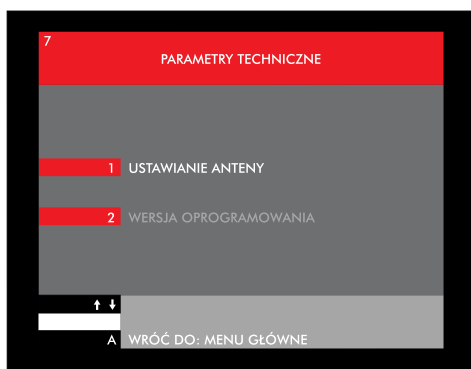 7
PARAMETRY TECHNICZNE
1 USTAWIANIE ANTENY
2 WERSJA OPROGRAMOWANIA
A WRÓĆ DO: MENU GŁÓWNE